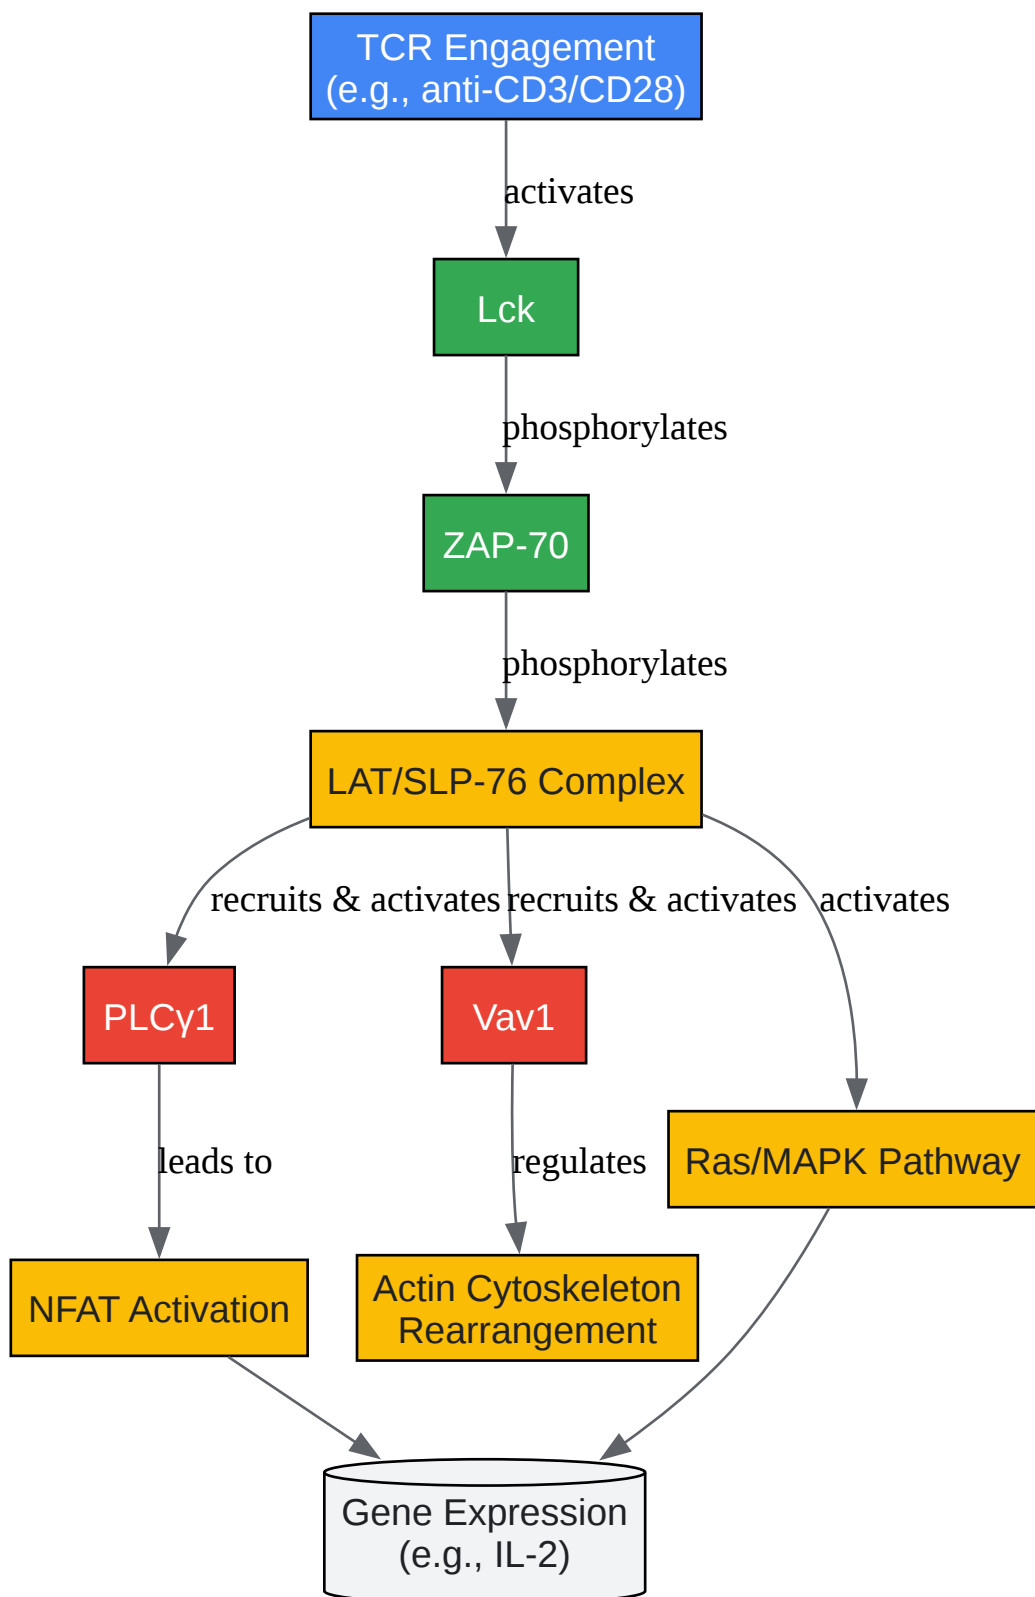 TCR Engagement
(e.g., anti-CD3/CD28)
activates
Lck
phosphorylates
ZAP-70
phosphorylates
LAT/SLP-76 Complex
recruits & activates
recruits & activates
activates
PLCγ1
Vav1
leads to
regulates
Ras/MAPK Pathway
NFAT Activation
Actin Cytoskeleton
Rearrangement
Gene Expression
(e.g., IL-2)